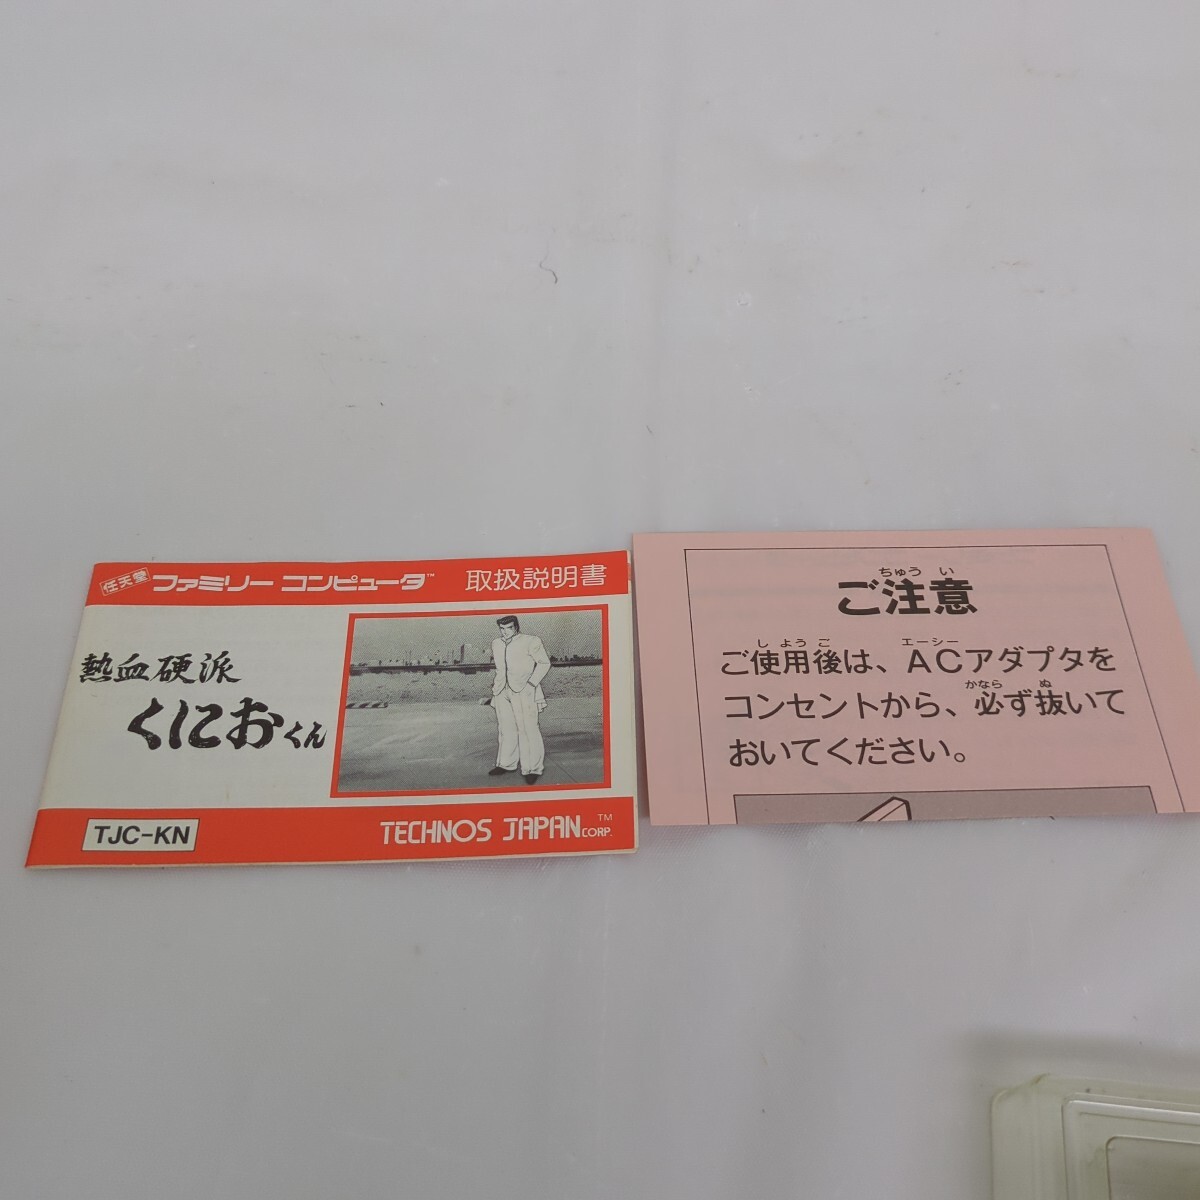 任天堂 ファミリー コンピュータ™ 取扱説明書
熱血硬派
くにおくん
TJC-KN
TECHNOS JAPAN CORP.™
ちゅう い
ご注意
し よう ご エーシー
ご使用後は、ACアダプタを
かなら ぬ
コンセントから、必ず抜いて
おいてください。